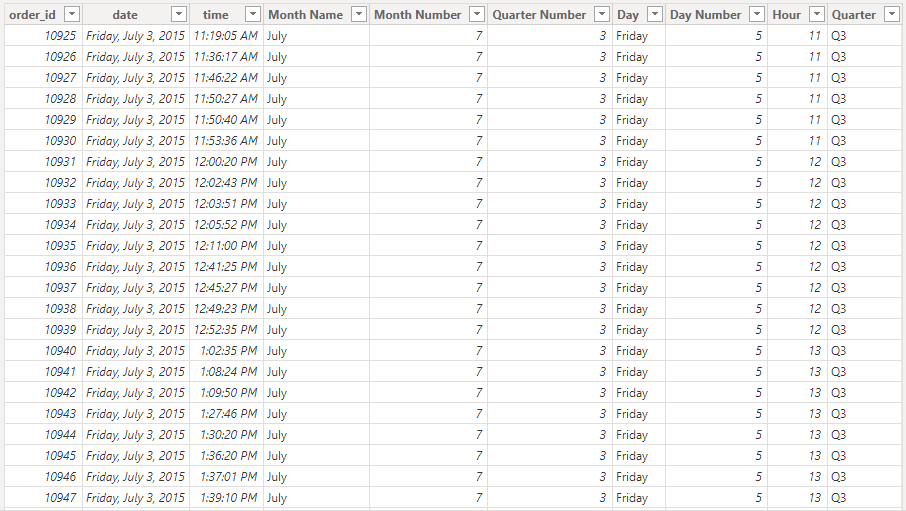 order_id date time Month Name Month Number Quarter Number Day Day Number Hour Quarter
10925 Friday, July 3, 2015 11:19:05 AM July 7 3 Friday 5 11 Q3
10926 Friday, July 3, 2015 11:36:17 AM July 7 3 Friday 5 11 Q3
10927 Friday, July 3, 2015 11:46:22 AM July 7 3 Friday 5 11 Q3
10928 Friday, July 3, 2015 11:50:27 AM July 7 3 Friday 5 11 Q3
10929 Friday, July 3, 2015 11:50:40 AM July 7 3 Friday 5 11 Q3
10930 Friday, July 3, 2015 11:53:36 AM July 7 3 Friday 5 11 Q3
10931 Friday, July 3, 2015 12:00:20 PM July 7 3 Friday 5 12 Q3
10932 Friday, July 3, 2015 12:02:43 PM July 7 3 Friday 5 12 Q3
10933 Friday, July 3, 2015 12:03:51 PM July 7 3 Friday 5 12 Q3
10934 Friday, July 3, 2015 12:05:52 PM July 7 3 Friday 5 12 Q3
10935 Friday, July 3, 2015 12:11:00 PM July 7 3 Friday 5 12 Q3
10936 Friday, July 3, 2015 12:41:25 PM July 7 3 Friday 5 12 Q3
10937 Friday, July 3, 2015 12:45:27 PM July 7 3 Friday 5 12 Q3
10938 Friday, July 3, 2015 12:49:23 PM July 7 3 Friday 5 12 Q3
10939 Friday, July 3, 2015 12:52:35 PM July 7 3 Friday 5 12 Q3
10940 Friday, July 3, 2015 1:02:35 PM July 7 3 Friday 5 13 Q3
10941 Friday, July 3, 2015 1:08:24 PM July 7 3 Friday 5 13 Q3
10942 Friday, July 3, 2015 1:09:50 PM July 7 3 Friday 5 13 Q3
10943 Friday, July 3, 2015 1:27:46 PM July 7 3 Friday 5 13 Q3
10944 Friday, July 3, 2015 1:30:20 PM July 7 3 Friday 5 13 Q3
10945 Friday, July 3, 2015 1:36:20 PM July 7 3 Friday 5 13 Q3
10946 Friday, July 3, 2015 1:37:01 PM July 7 3 Friday 5 13 Q3
10947 Friday, July 3, 2015 1:39:10 PM July 7 3 Friday 5 13 Q3